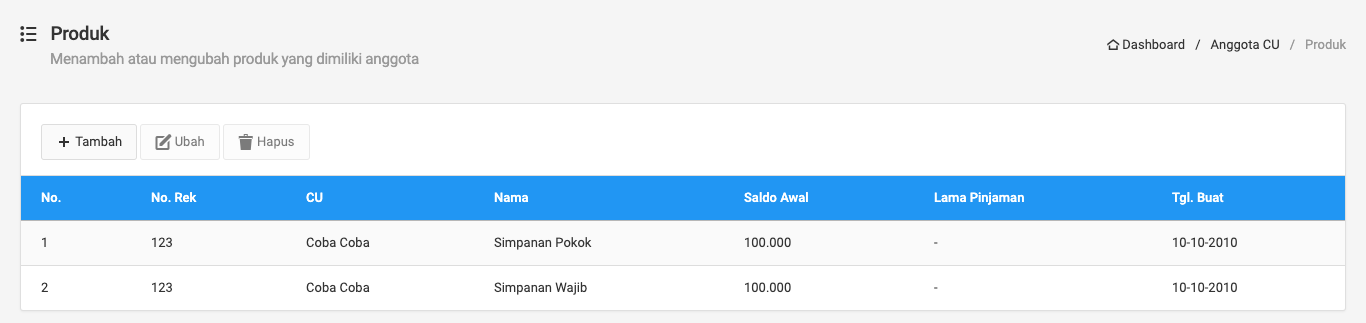 Produk
Menambah atau mengubah produk yang dimiliki anggota
Dashboard / Anggota CU / Produk
Tambah Ubah Hapus
No. No. Rek CU Nama Saldo Awal Lama Pinjaman Tgl. Buat
1 123 Coba Coba Simpanan Pokok 100.000 - 10-10-2010
2 123 Coba Coba Simpanan Wajib 100.000 - 10-10-2010